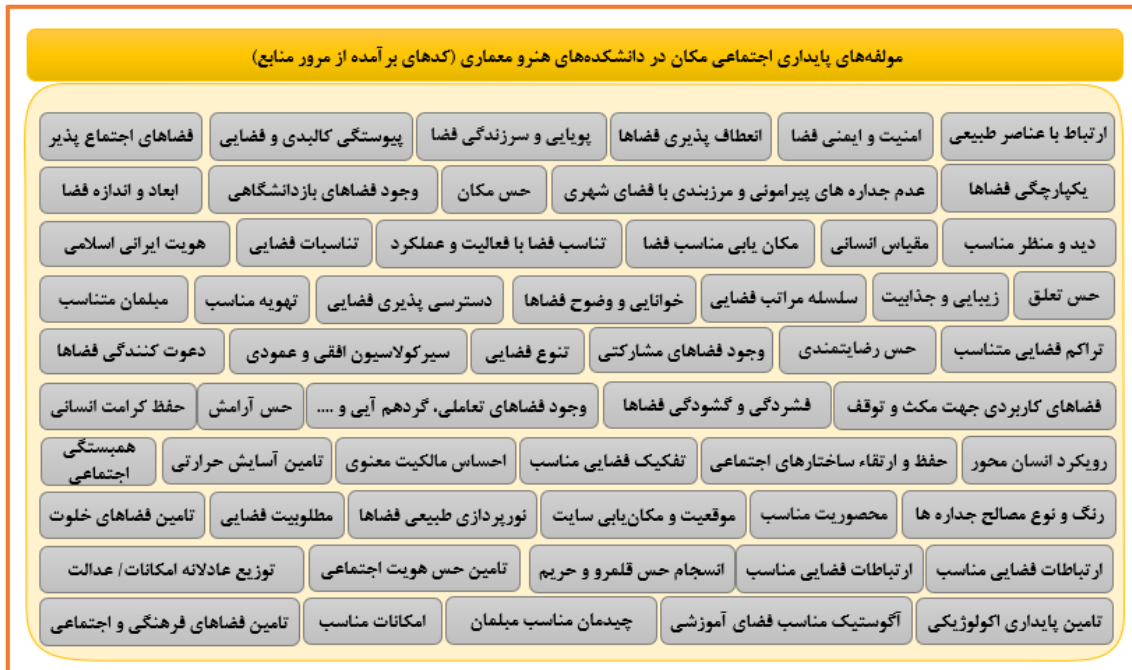 مولفه‌های پایداری اجتماعی مکان در دانشکده‌های هنرو معماری (کدهای بر آمده از مرور منابع)
ارتباط با عناصر طبیعی امنیت و ایمنی فضا انعطاف پذیری فضاها پویایی و سرزندگی فضا پیوستگی کالبدی و فضایی فضاهای اجتماع پذیر
یکپارچگی فضاها عدم جداره های پیرامونی و مرزبندی با فضای شهری حس مکان وجود فضاهای بازدانشگاهی ابعاد و اندازه فضا
دید و منظر مناسب مقیاس انسانی مکان یابی مناسب فضا تناسب فضا با فعالیت و عملکرد تناسبات فضایی هویت ایرانی اسلامی
حس تعلق زیبایی و جذابیت سلسله مراتب فضایی خوانایی و وضوح فضاها دسترسی پذیری فضایی تهویه مناسب مبلمان متناسب
تراکم فضایی متناسب حس رضایتمندی وجود فضاهای مشارکتی تنوع فضایی سیرکولاسیون افقی و عمودی دعوت کنندگی فضاها
فضاهای کاربردی جهت مکث و توقف فشردگی و گشودگی فضاها وجود فضاهای تعاملی، گردهم آیی و .... حس آرامش حفظ کرامت انسانی
رویکرد انسان محور حفظ و ارتقاء ساختارهای اجتماعی تفکیک فضایی مناسب احساس مالکیت معنوی تامین آسایش حرارتی همبستگی
اجتماعی
رنگ و نوع مصالح جداره ها محصوریت مناسب موقعیت و مکان‌یابی سایت نورپردازی طبیعی فضاها مطلوبیت فضایی تامین فضاهای خلوت
ارتباطات فضایی مناسب ارتباطات فضایی مناسب انسجام حس قلمرو و حریم تامین حس هویت اجتماعی توزیع عادلانه امکانات/ عدالت
تامین پایداری اکولوژیکی آگوستیک مناسب فضای آموزشی چیدمان مناسب مبلمان امکانات مناسب تامین فضاهای فرهنگی و اجتماعی